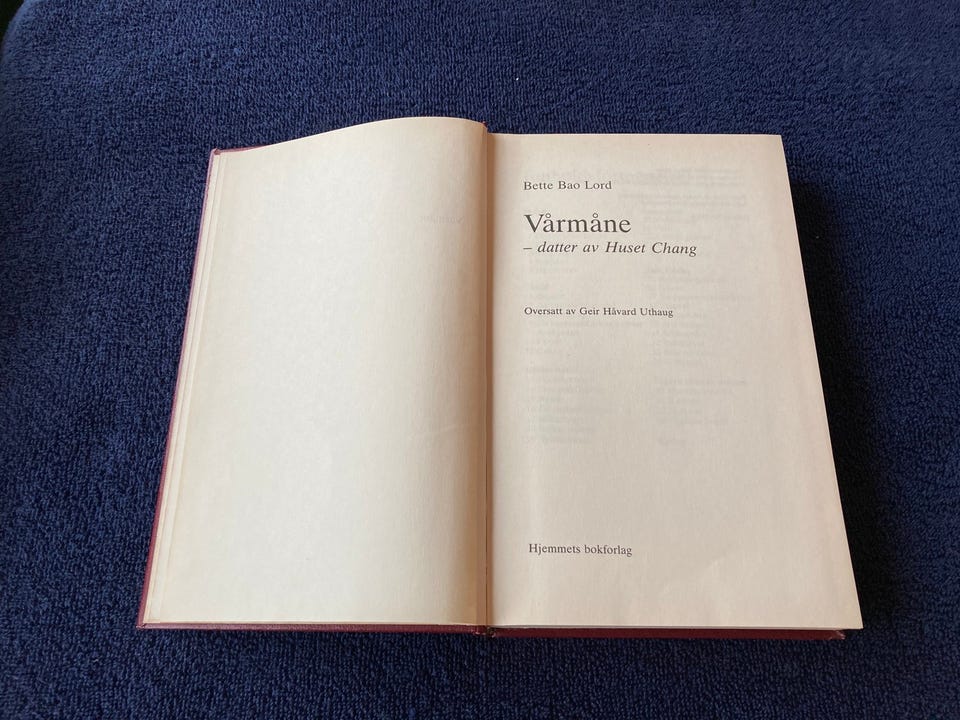 Bette Bao Lord
Vårmåne
– datter av Huset Chang
Oversatt av Geir Håvard Uthaug
Hjemmets bokforlag